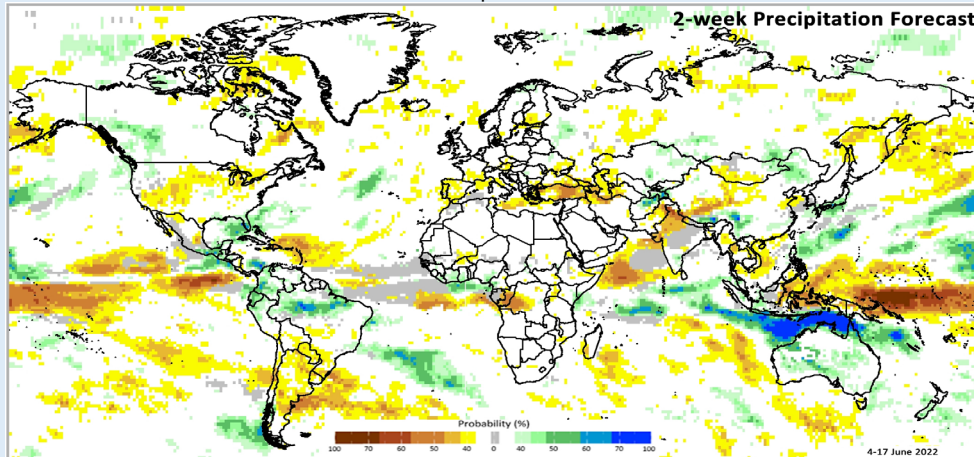 2-week Precipitation Forecast
Probability (%)
100 70 60 50 40 0 40 50 60 70 100
4-17 June 2022